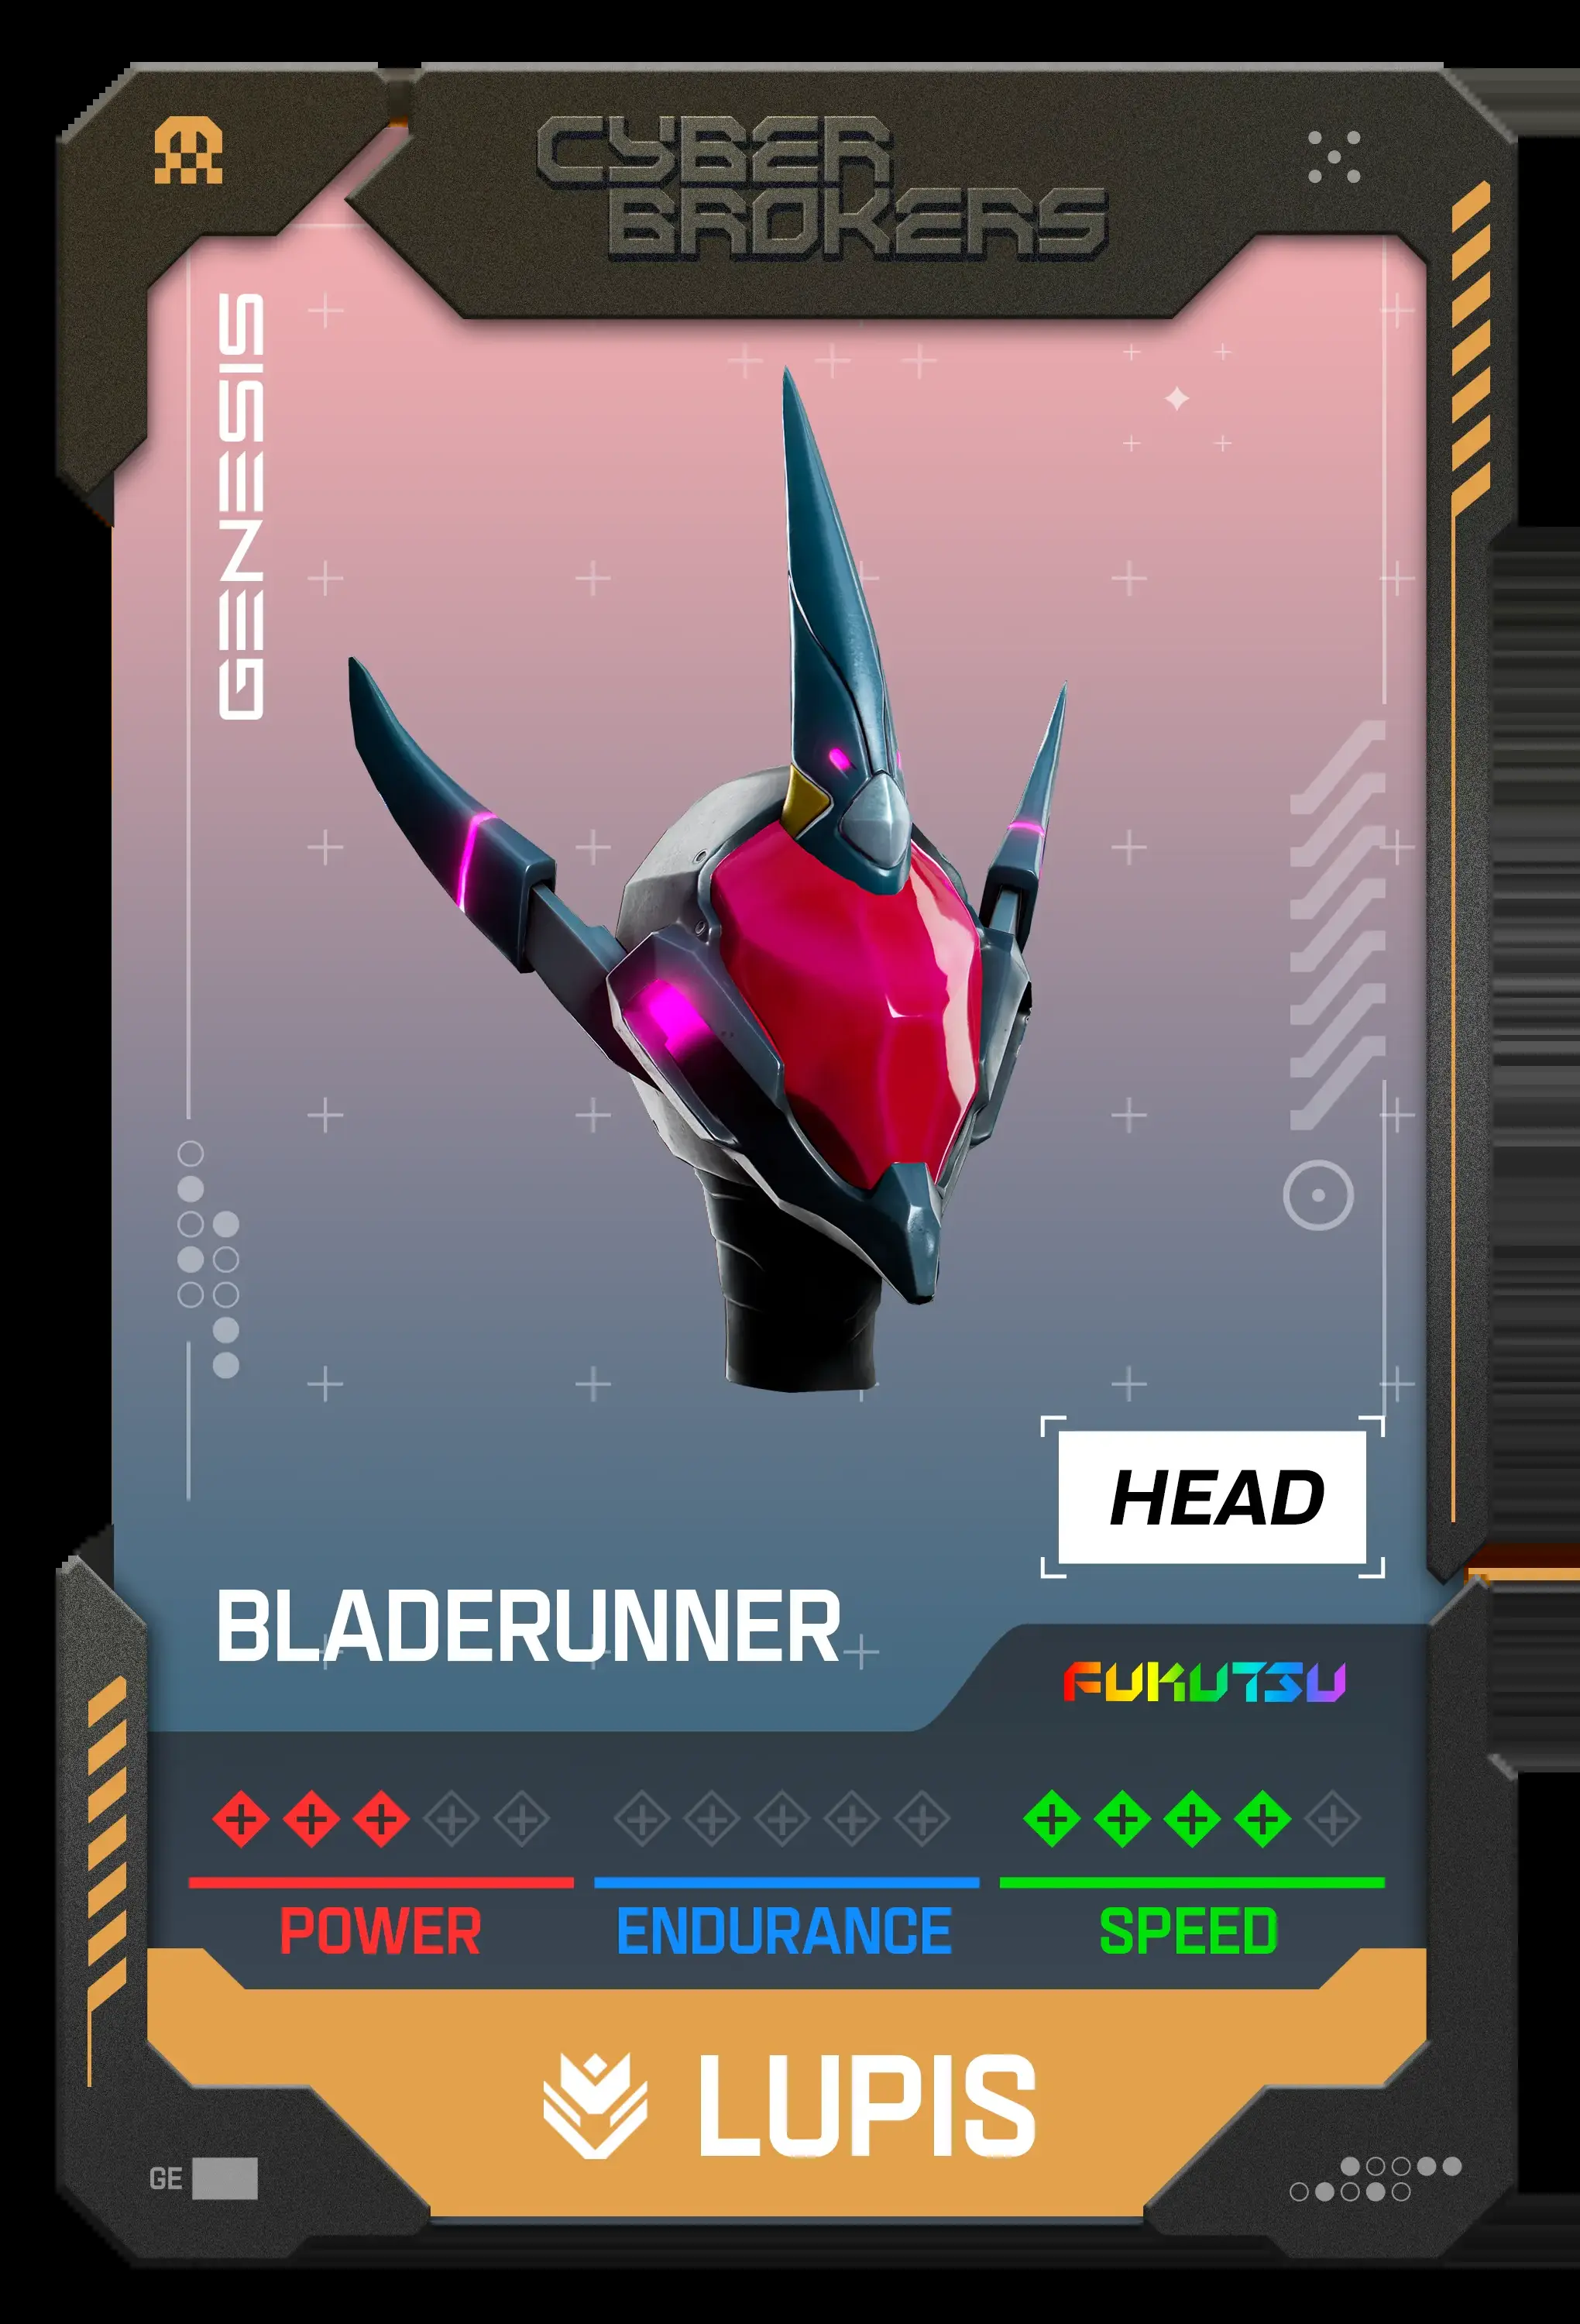 CYBER
BROKERS
GENESIS
HEAD
BLADERUNNER
FUKUTSU
POWER
ENDURANCE
SPEED
LUPIS
GE